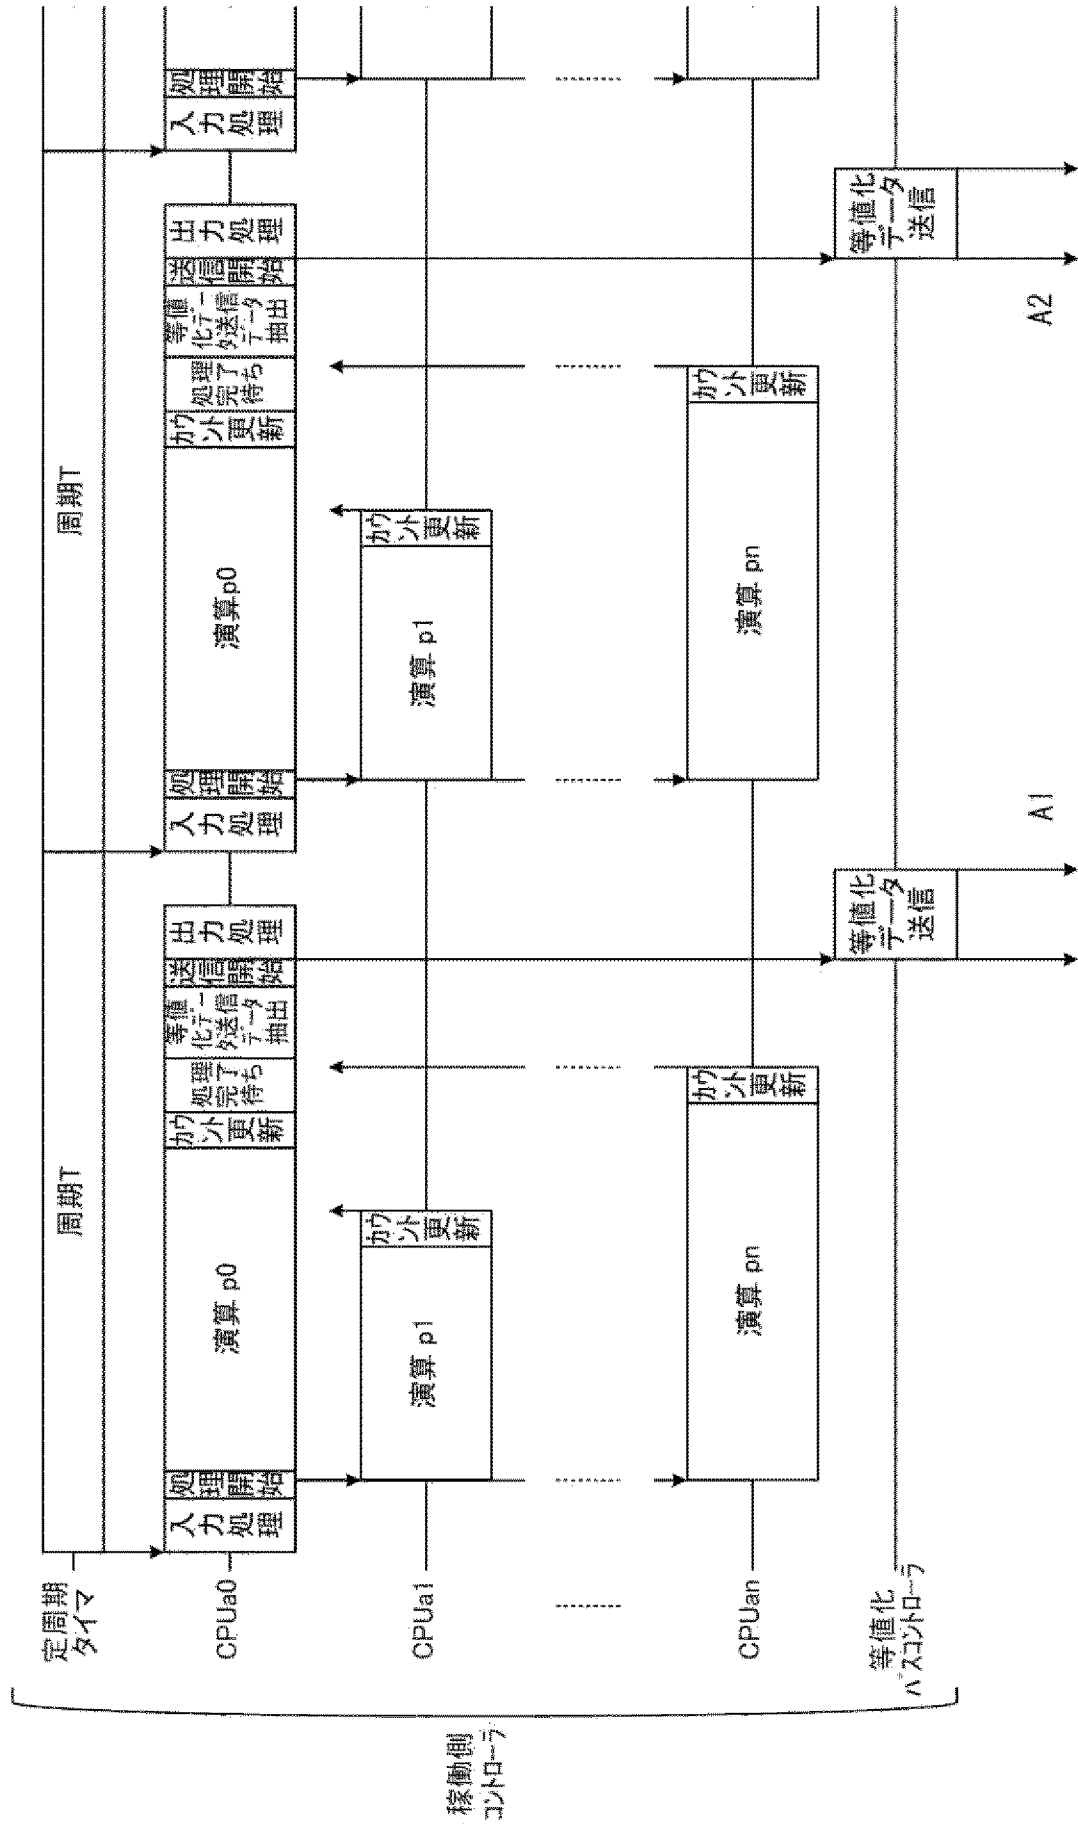 稼働側
コントローラ
定周期
タイマ
周期T
周期T
CPUa0
入力処理
処理開始
演算 p0
カウント更新
処理
完了
待ち
等値
化デー
タ送信
データ
抽出
送信開始
出力処理
入力処理
処理開始
演算p0
カウント更新
処理
完了
待ち
等値
化デー
タ送信
データ
抽出
送信開始
出力処理
入力処理
処理開始
CPUa1
演算 p1
カウント更新
演算 p1
カウント更新
CPUan
演算 pn
カウント更新
演算 pn
カウント更新
等値化
バスコントローラ
等値化
データ
送信
等値化
データ
送信
A1
A2